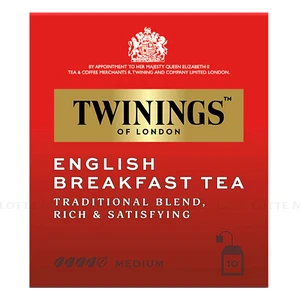 BY APPOINTMENT TO HER MAJESTY QUEEN ELIZABETH II
TEA & COFFEE MERCHANTS R. TWINING AND COMPANY LIMITED, LONDON.
TWININGS™
OF LONDON
ENGLISH
BREAKFAST TEA
TRADITIONAL BLEND,
RICH & SATISFYING
MEDIUM
10